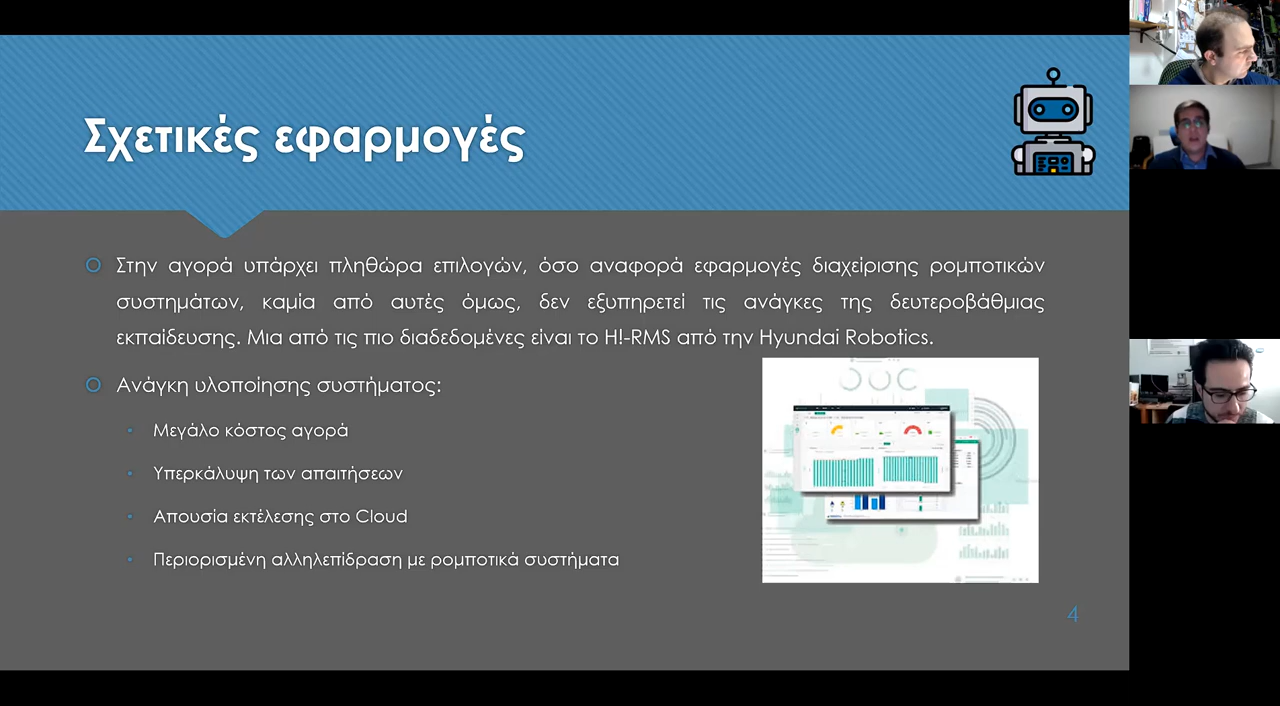 Σχετικές εφαρμογές
Στην αγορά υπάρχει πληθώρα επιλογών, όσο αναφορά εφαρμογές διαχείρισης ρομποτικών
συστημάτων, καμία από αυτές όμως, δεν εξυπηρετεί τις ανάγκες της δευτεροβάθμιας
εκπαίδευσης. Μια από τις πιο διαδεδομένες είναι το H!-RMS από την Hyundai Robotics.
Ανάγκη υλοποίησης συστήματος:
Μεγάλο κόστος αγορά
Υπερκάλυψη των απαιτήσεων
Απουσία εκτέλεσης στο Cloud
Περιορισμένη αλληλεπίδραση με ρομποτικά συστήματα
4